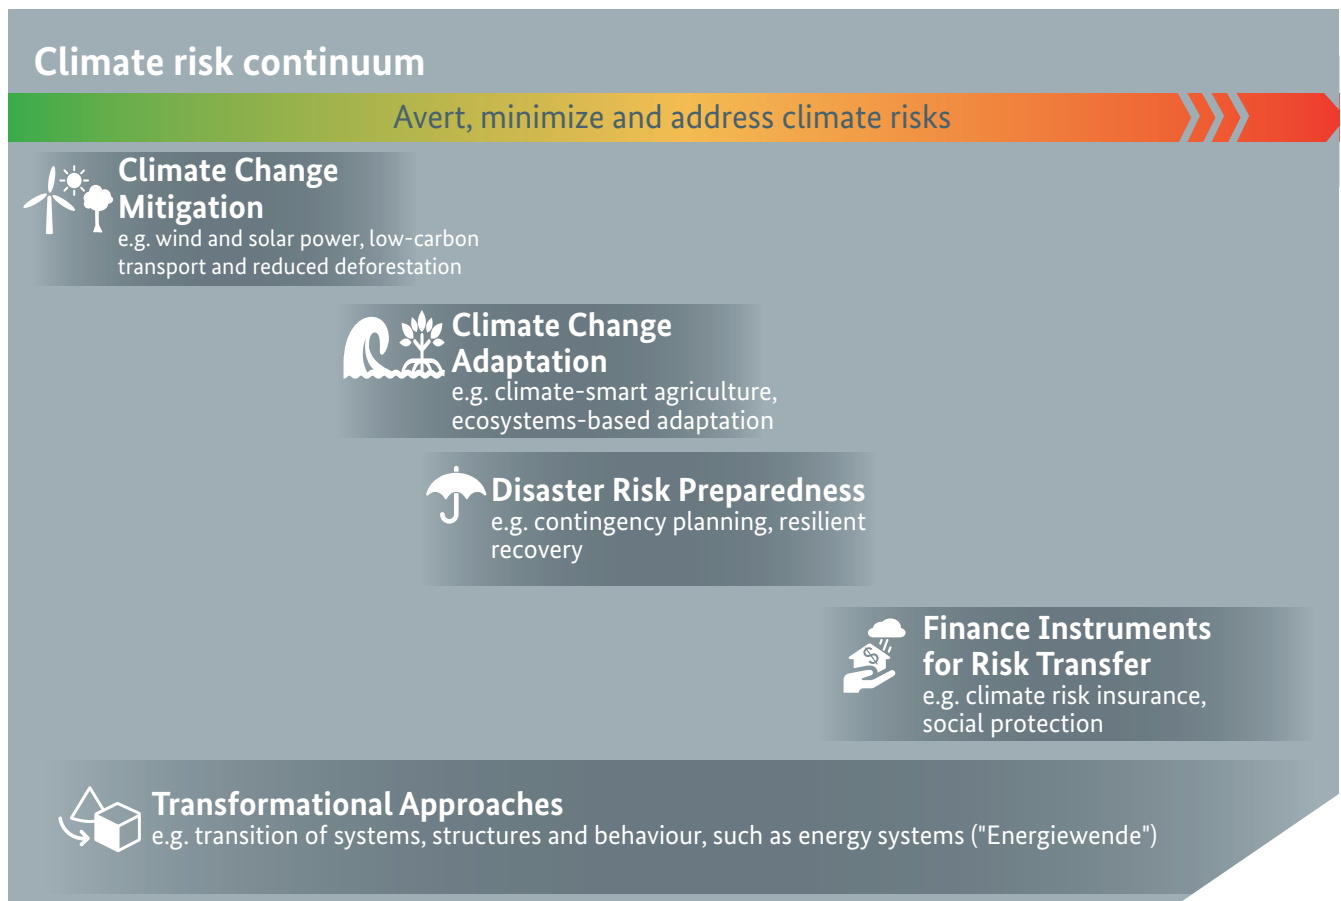 Climate risk continuum
Avert, minimize and address climate risks
Climate Change
Mitigation
e.g. wind and solar power, low-carbon
transport and reduced deforestation
Climate Change
Adaptation
e.g. climate-smart agriculture,
ecosystems-based adaptation
Disaster Risk Preparedness
e.g. contingency planning, resilient
recovery
$
Finance Instruments
for Risk Transfer
e.g. climate risk insurance,
social protection
Transformational Approaches
e.g. transition of systems, structures and behaviour, such as energy systems ("Energiewende")